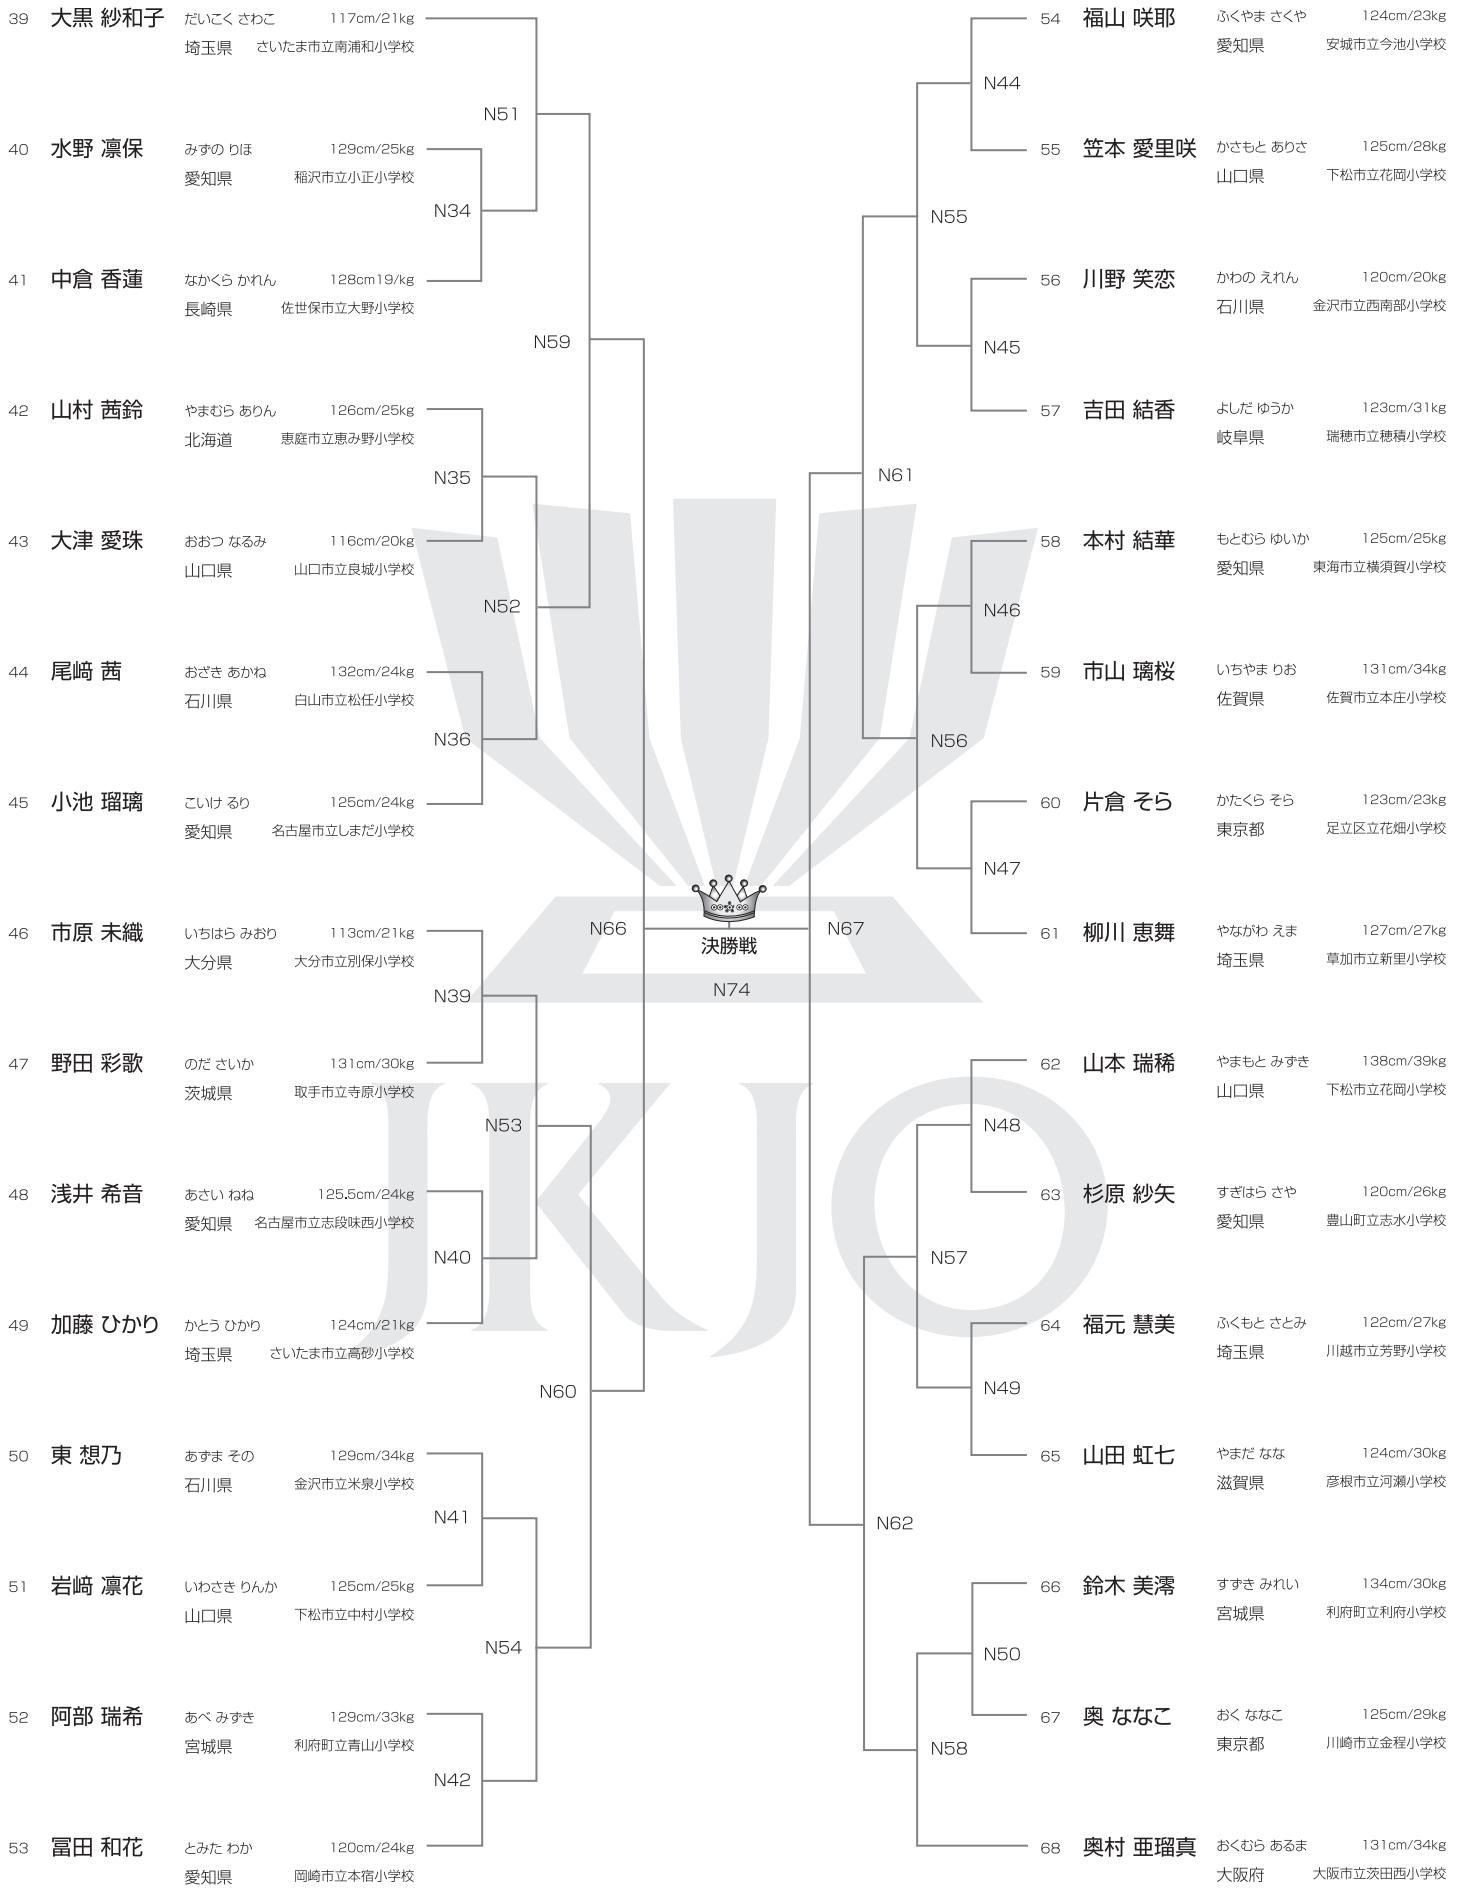 39 大黒 紗和子 だいこく さわこ 117cm/21kg
埼玉県 さいたま市立南浦和小学校
N51
40 水野 凛保 みずの りほ 129cm/25kg
愛知県 稲沢市立小正小学校
N34
41 中倉 香蓮 なかくら かれん 128cm19/kg
長崎県 佐世保市立大野小学校
N59
42 山村 茜鈴 やまむら ありん 126cm/25kg
北海道 恵庭市立恵み野小学校
N35
43 大津 愛珠 おおつ なるみ 116cm/20kg
山口県 山口市立良城小学校
N52
44 尾﨑 茜 おざき あかね 132cm/24kg
石川県 白山市立松任小学校
N36
45 小池 瑠璃 こいけ るり 125cm/24kg
愛知県 名古屋市立しまだ小学校
N66
46 市原 未織 いちはら みおり 113cm/21kg
大分県 大分市立別保小学校
N39
47 野田 彩歌 のだ さいか 131cm/30kg
茨城県 取手市立寺原小学校
N53
48 浅井 希音 あさい ねね 125.5cm/24kg
愛知県 名古屋市立志段味西小学校
N40
49 加藤 ひかり かとう ひかり 124cm/21kg
埼玉県 さいたま市立高砂小学校
N60
50 東 想乃 あずま その 129cm/34kg
石川県 金沢市立米泉小学校
N41
51 岩﨑 凛花 いわさき りんか 125cm/25kg
山口県 下松市立中村小学校
N54
52 阿部 瑞希 あべ みずき 129cm/33kg
宮城県 利府町立青山小学校
N42
53 冨田 和花 とみた わか 120cm/24kg
愛知県 岡崎市立本宿小学校
決勝戦
N74
JKJO
54 福山 咲耶 ふくやま さくや 124cm/23kg
愛知県 安城市立今池小学校
N44
55 笠本 愛里咲 かさもと ありさ 125cm/28kg
山口県 下松市立花岡小学校
N55
56 川野 笑恋 かわの えれん 120cm/20kg
石川県 金沢市立西南部小学校
N45
57 吉田 結香 よしだ ゆうか 123cm/31kg
岐阜県 瑞穂市立穂積小学校
N61
58 本村 結華 もとむら ゆいか 125cm/25kg
愛知県 東海市立横須賀小学校
N46
59 市山 璃桜 いちやま りお 131cm/34kg
佐賀県 佐賀市立本庄小学校
N56
60 片倉 そら かたくら そら 123cm/23kg
東京都 足立区立花畑小学校
N47
N67
61 柳川 恵舞 やながわ えま 127cm/27kg
埼玉県 草加市立新里小学校
62 山本 瑞稀 やまもと みずき 138cm/39kg
山口県 下松市立花岡小学校
N48
63 杉原 紗矢 すぎはら さや 120cm/26kg
愛知県 豊山町立志水小学校
N57
64 福元 慧美 ふくもと さとみ 122cm/27kg
埼玉県 川越市立芳野小学校
N49
65 山田 虹七 やまだ なな 124cm/30kg
滋賀県 彦根市立河瀬小学校
N62
66 鈴木 美澪 すずき みれい 134cm/30kg
宮城県 利府町立利府小学校
N50
67 奥 ななこ おく ななこ 125cm/29kg
東京都 川崎市立金程小学校
N58
68 奥村 亜瑠真 おくむら あるま 131cm/34kg
大阪府 大阪市立茨田西小学校